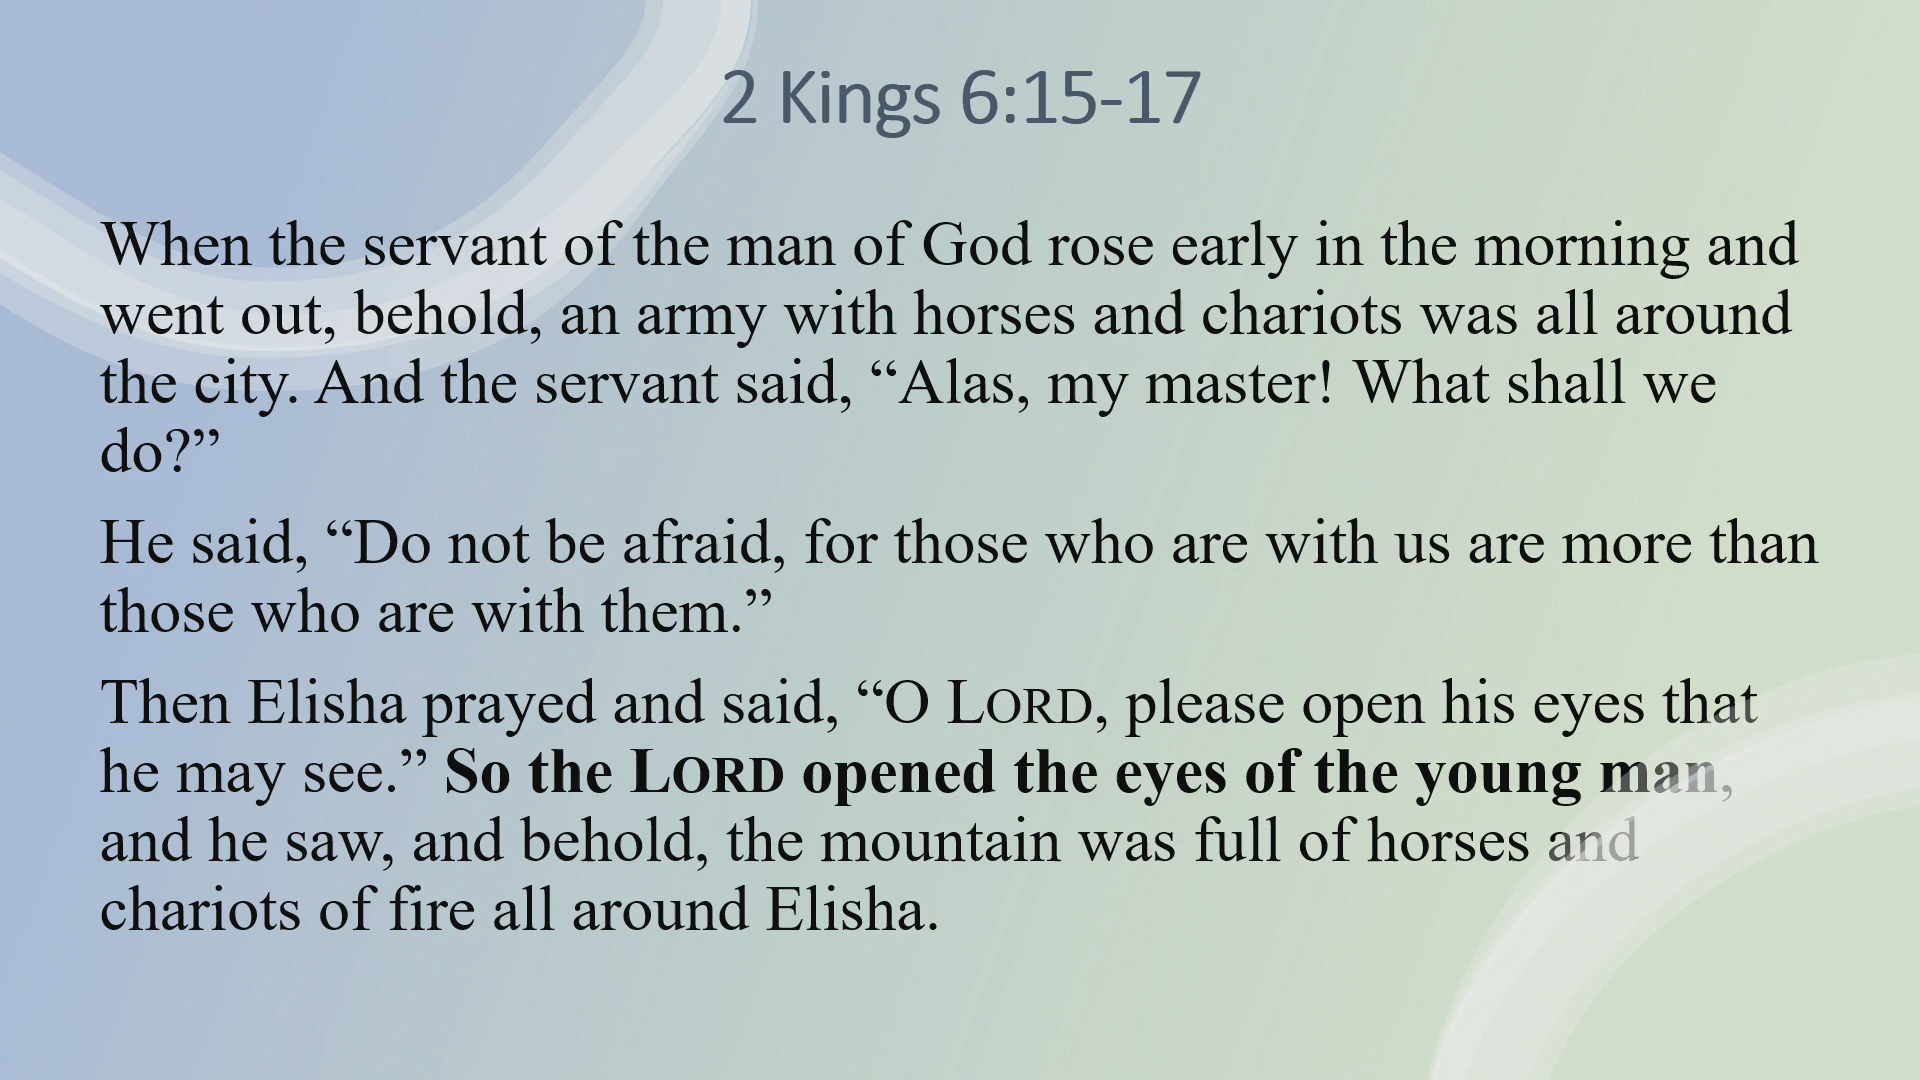 2 Kings 6:15-17
When the servant of the man of God rose early in the morning and
went out, behold, an army with horses and chariots was all around
the city. And the servant said, “Alas, my master! What shall we
do?”
He said, “Do not be afraid, for those who are with us are more than
those who are with them.”
Then Elisha prayed and said, “O LORD, please open his eyes that
he may see.” So the LORD opened the eyes of the young man,
and he saw, and behold, the mountain was full of horses and
chariots of fire all around Elisha.